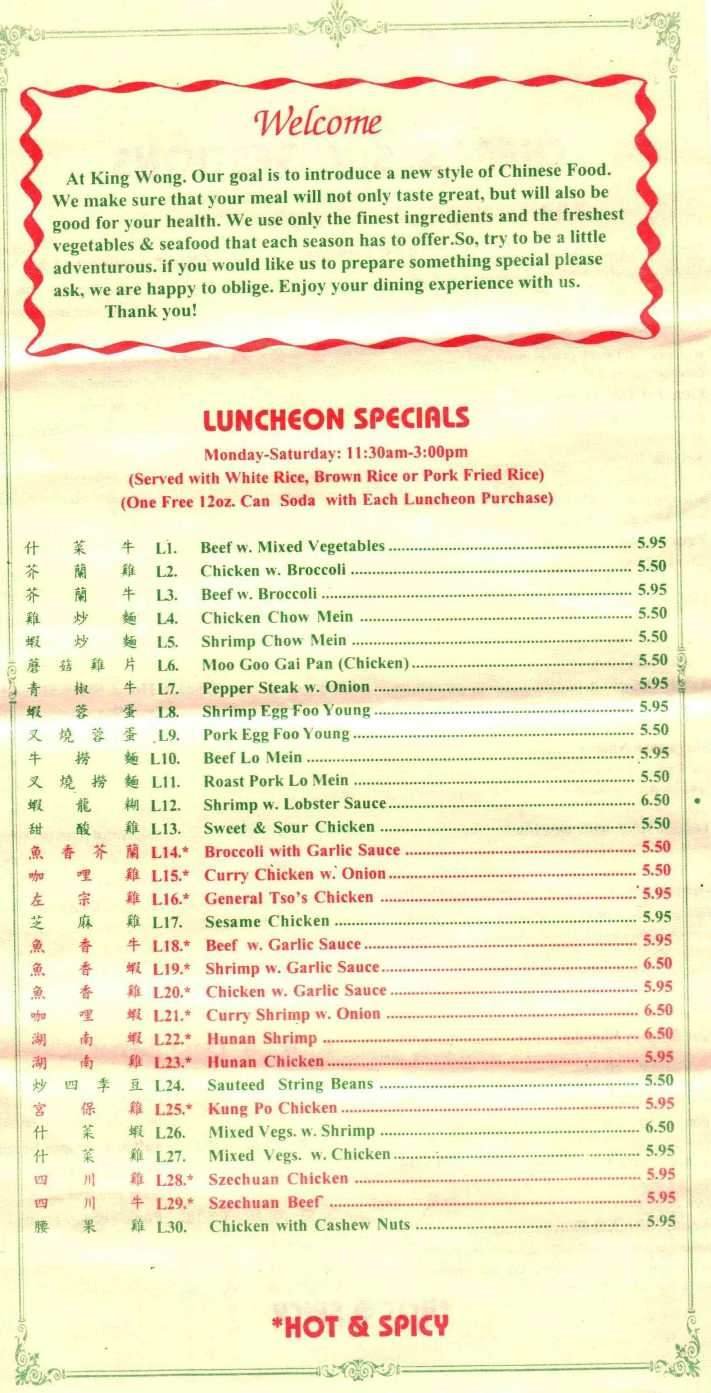 Welcome
At King Wong. Our goal is to introduce a new style of Chinese Food.
We make sure that your meal will not only taste great, but will also be
good for your health. We use only the finest ingredients and the freshest
vegetables & seafood that each season has to offer.So, try to be a little
adventurous. if you would like us to prepare something special please
ask, we are happy to oblige. Enjoy your dining experience with us.
Thank you!
LUNCHEON SPECIALS
Monday-Saturday: 11:30am-3:00pm
(Served with White Rice, Brown Rice or Pork Fried Rice)
(One Free 12oz. Can Soda with Each Luncheon Purchase)
什菜牛 L1. Beef w. Mixed Vegetables 5.95
芥蘭雞 L2. Chicken w. Broccoli 5.50
芥蘭牛 L3. Beef w. Broccoli 5.95
雞炒麵 L4. Chicken Chow Mein 5.50
蝦炒麵 L5. Shrimp Chow Mein 5.50
蘑菇雞片 L6. Moo Goo Gai Pan (Chicken) 5.50
青椒牛 L7. Pepper Steak w. Onion 5.95
蝦蓉蛋 L8. Shrimp Egg Foo Young 5.95
叉燒蓉蛋 L9. Pork Egg Foo Young 5.50
牛撈麵 L10. Beef Lo Mein 5.95
叉燒撈麵 L11. Roast Pork Lo Mein 5.50
蝦龍糊 L12. Shrimp w. Lobster Sauce 6.50
甜酸雞 L13. Sweet & Sour Chicken 5.50
魚香芥蘭 L14.* Broccoli with Garlic Sauce 5.50
咖哩雞 L15.* Curry Chicken w. Onion 5.50
左宗雞 L16.* General Tso's Chicken 5.95
芝麻雞 L17. Sesame Chicken 5.95
魚香牛 L18.* Beef w. Garlic Sauce 5.95
魚香蝦 L19.* Shrimp w. Garlic Sauce 6.50
魚香雞 L20.* Chicken w. Garlic Sauce 5.95
咖哩蝦 L21.* Curry Shrimp w. Onion 6.50
湖南蝦 L22.* Hunan Shrimp 6.50
湖南雞 L23.* Hunan Chicken 5.95
炒四季豆 L24. Sauteed String Beans 5.50
宮保雞 L25.* Kung Po Chicken 5.95
什菜蝦 L26. Mixed Vegs. w. Shrimp 6.50
什菜雞 L27. Mixed Vegs. w. Chicken 5.95
四川雞 L28.* Szechuan Chicken 5.95
四川牛 L29.* Szechuan Beef 5.95
腰果雞 L30. Chicken with Cashew Nuts 5.95
*HOT & SPICY